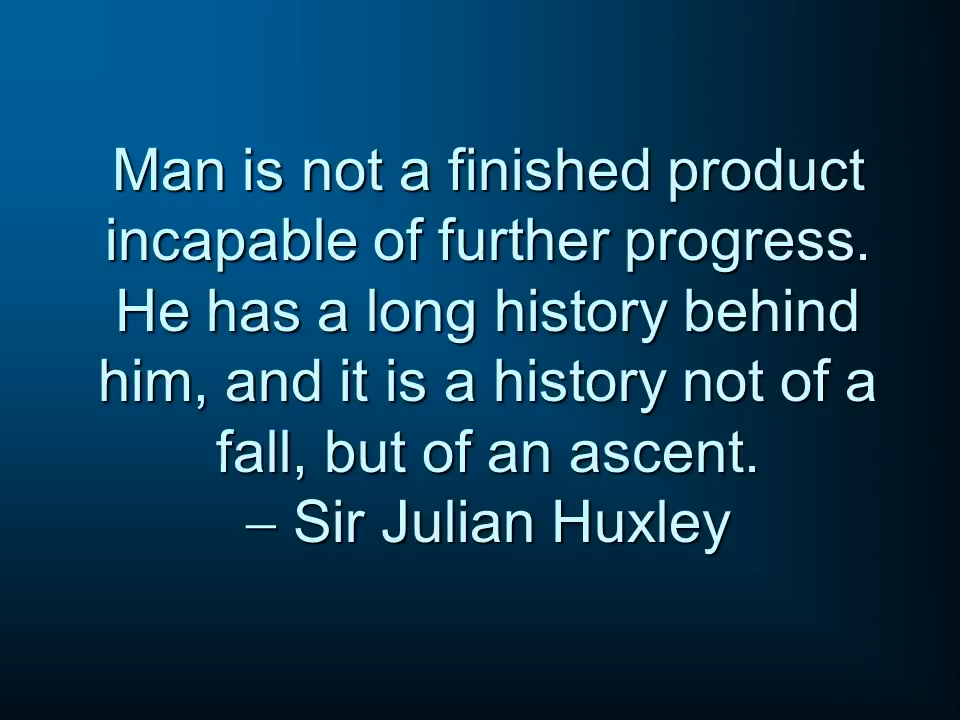 Man is not a finished product
incapable of further progress.
He has a long history behind
him, and it is a history not of a
fall, but of an ascent.
– Sir Julian Huxley